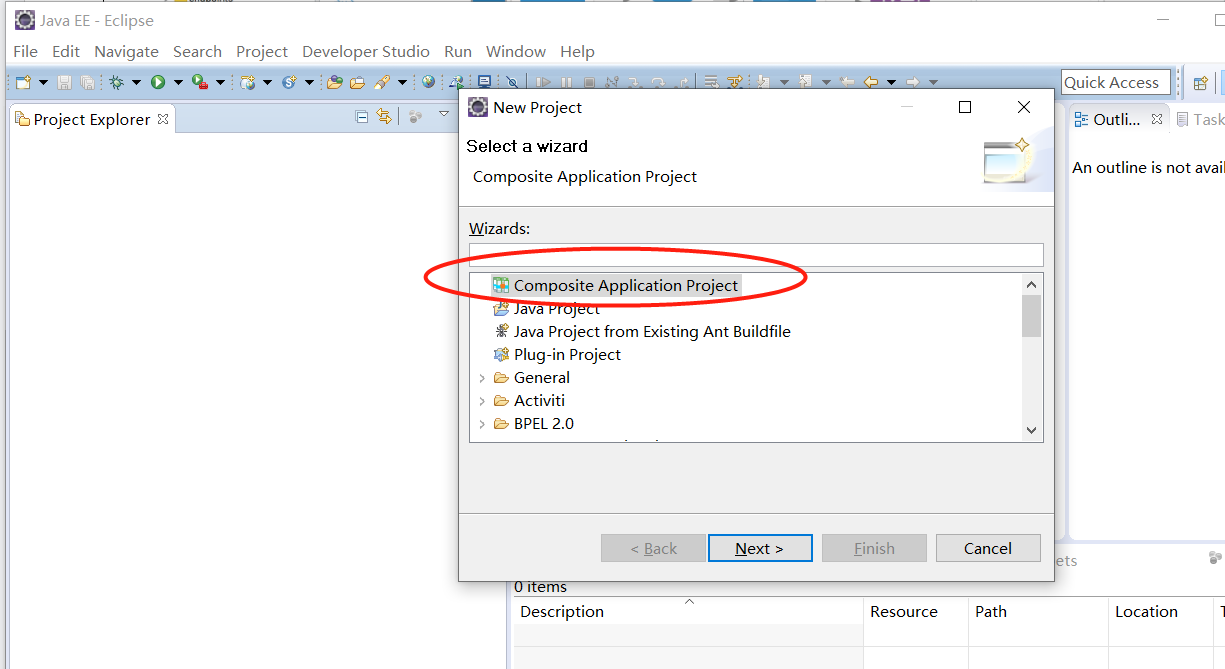 Java EE - Eclipse
File Edit Navigate Search Project Developer Studio Run Window Help
Quick Access
Project Explorer
New Project
Select a wizard
Composite Application Project
Outli...
Task
An outline is not avail
Wizards:
Composite Application Project
Java Project
Java Project from Existing Ant Buildfile
Plug-in Project
General
Activiti
BPEL 2.0
< Back Next > Finish Cancel
ets
0 items
Description Resource Path Location T